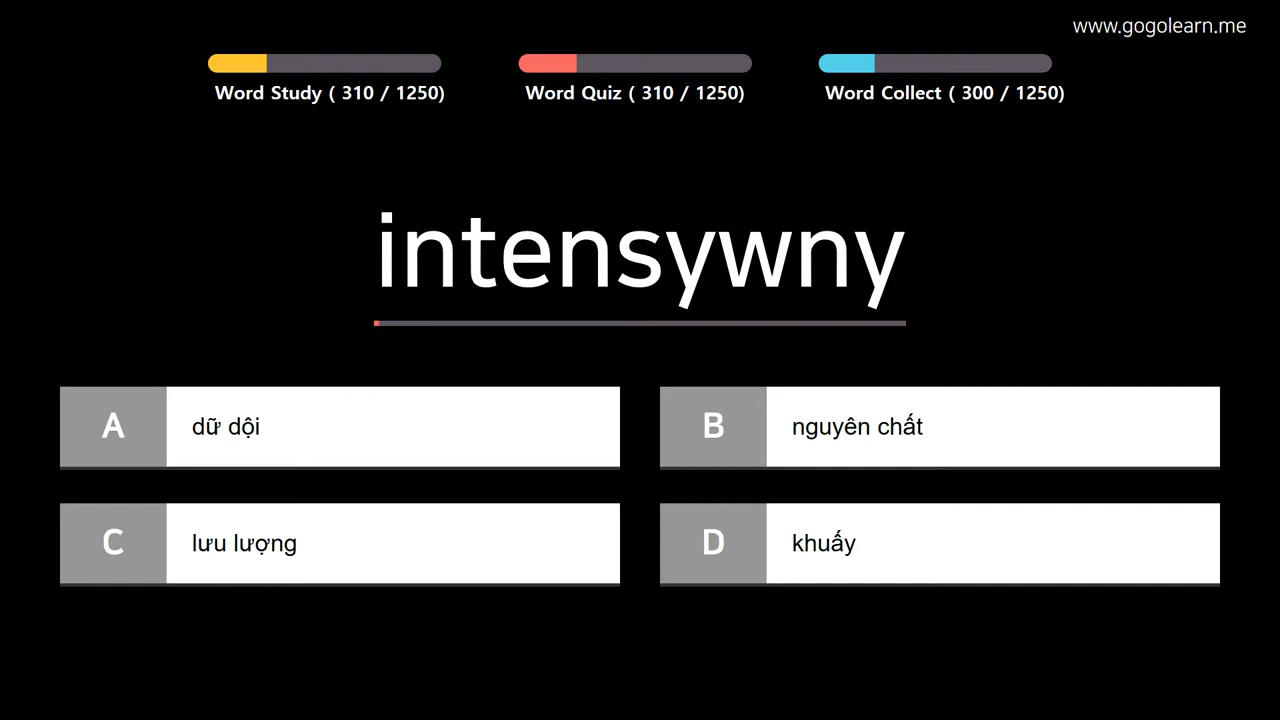 www.gogolearn.me
Word Study ( 310 / 1250)
Word Quiz ( 310 / 1250)
Word Collect ( 300 / 1250)
intensywny
A dữ dội
B nguyên chất
C lưu lượng
D khuấy